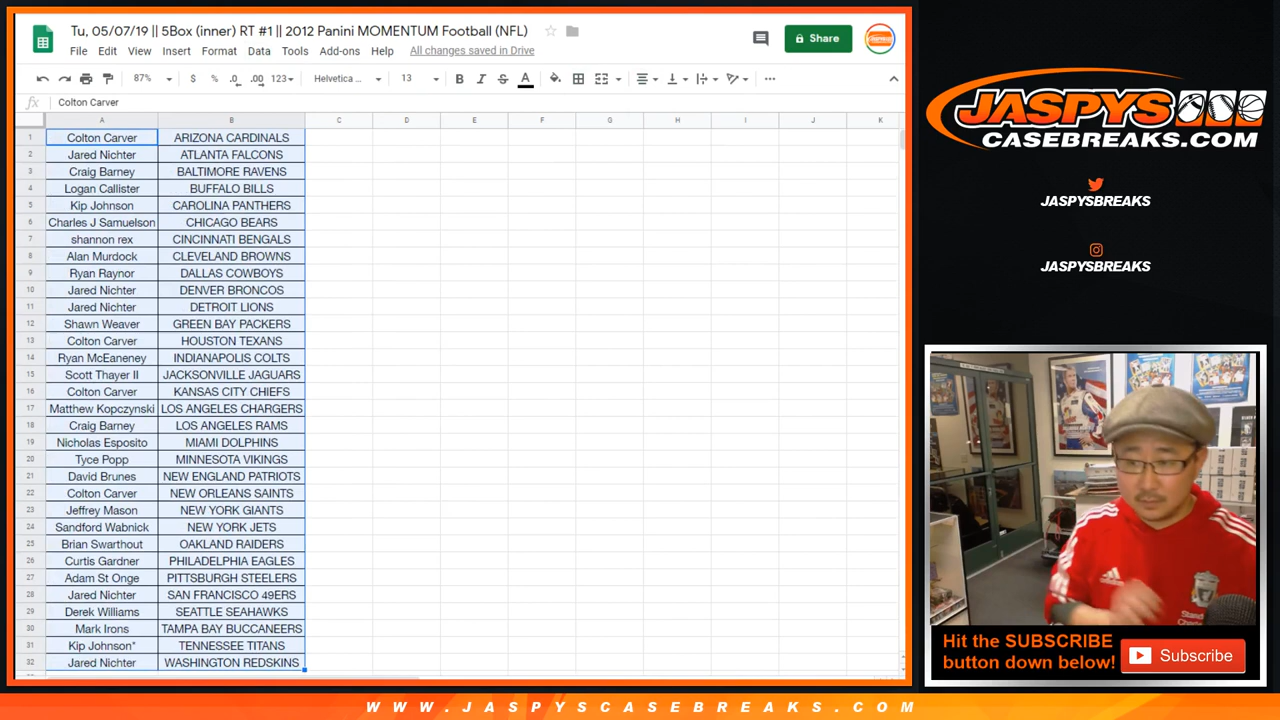 Tu, 05/07/19 || 5Box (inner) RT #1 || 2012 Panini MOMENTUM Football (NFL)
File Edit View Insert Format Data Tools Add-ons Help All changes saved in Drive
Share
87% $ % .0 .00 123 Helvetica ... 13 B I S A
fx Colton Carver
A B C D E F G H I J K
1 Colton Carver ARIZONA CARDINALS
2 Jared Nichter ATLANTA FALCONS
3 Craig Barney BALTIMORE RAVENS
4 Logan Callister BUFFALO BILLS
5 Kip Johnson CAROLINA PANTHERS
6 Charles J Samuelson CHICAGO BEARS
7 shannon rex CINCINNATI BENGALS
8 Alan Murdock CLEVELAND BROWNS
9 Ryan Raynor DALLAS COWBOYS
10 Jared Nichter DENVER BRONCOS
11 Jared Nichter DETROIT LIONS
12 Shawn Weaver GREEN BAY PACKERS
13 Colton Carver HOUSTON TEXANS
14 Ryan McEaneney INDIANAPOLIS COLTS
15 Scott Thayer II JACKSONVILLE JAGUARS
16 Colton Carver KANSAS CITY CHIEFS
17 Matthew Kopczynski LOS ANGELES CHARGERS
18 Craig Barney LOS ANGELES RAMS
19 Nicholas Esposito MIAMI DOLPHINS
20 Tyce Popp MINNESOTA VIKINGS
21 David Brunes NEW ENGLAND PATRIOTS
22 Colton Carver NEW ORLEANS SAINTS
23 Jeffrey Mason NEW YORK GIANTS
24 Sandford Wabnick NEW YORK JETS
25 Brian Swarthout OAKLAND RAIDERS
26 Curtis Gardner PHILADELPHIA EAGLES
27 Adam St Onge PITTSBURGH STEELERS
28 Jared Nichter SAN FRANCISCO 49ERS
29 Derek Williams SEATTLE SEAHAWKS
30 Mark Irons TAMPA BAY BUCCANEERS
31 Kip Johnson* TENNESSEE TITANS
32 Jared Nichter WASHINGTON REDSKINS
JASPYS
CASEBREAKS.COM
JASPYSBREAKS
JASPYSBREAKS
Hit the SUBSCRIBE
button down below!
Subscribe
WWW.JASPYSCASEBREAKS.COM